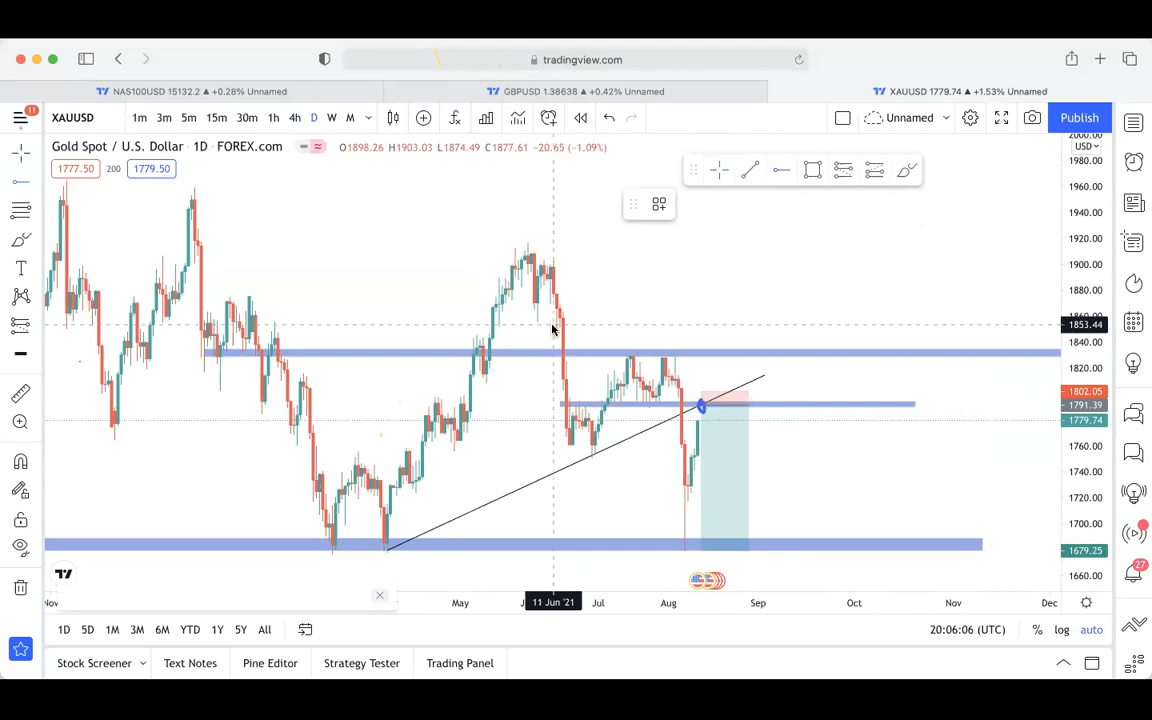 tradingview.com
NAS100USD 15132.2 ▲ +0.28% Unnamed
GBPUSD 1.38638 ▲ +0.42% Unnamed
XAUUSD 1779.74 ▲ +1.53% Unnamed
11
XAUUSD
1m 3m 5m 15m 30m 1h 4h D W M
Unnamed
Publish
Gold Spot / U.S. Dollar · 1D · FOREX.com
O1898.26 H1903.03 L1874.49 C1877.61 −20.65 (−1.09%)
1777.50 200 1779.50
USD
1980.00
1960.00
1940.00
1920.00
1900.00
1880.00
1853.44
1840.00
1820.00
1802.05
1791.39
1779.74
1760.00
1740.00
1720.00
1700.00
1679.25
1660.00
27
May
11 Jun '21
Jul
Aug
Sep
Oct
Nov
Dec
1D 5D 1M 3M 6M YTD 1Y 5Y All
20:06:06 (UTC)
% log auto
Stock Screener
Text Notes
Pine Editor
Strategy Tester
Trading Panel